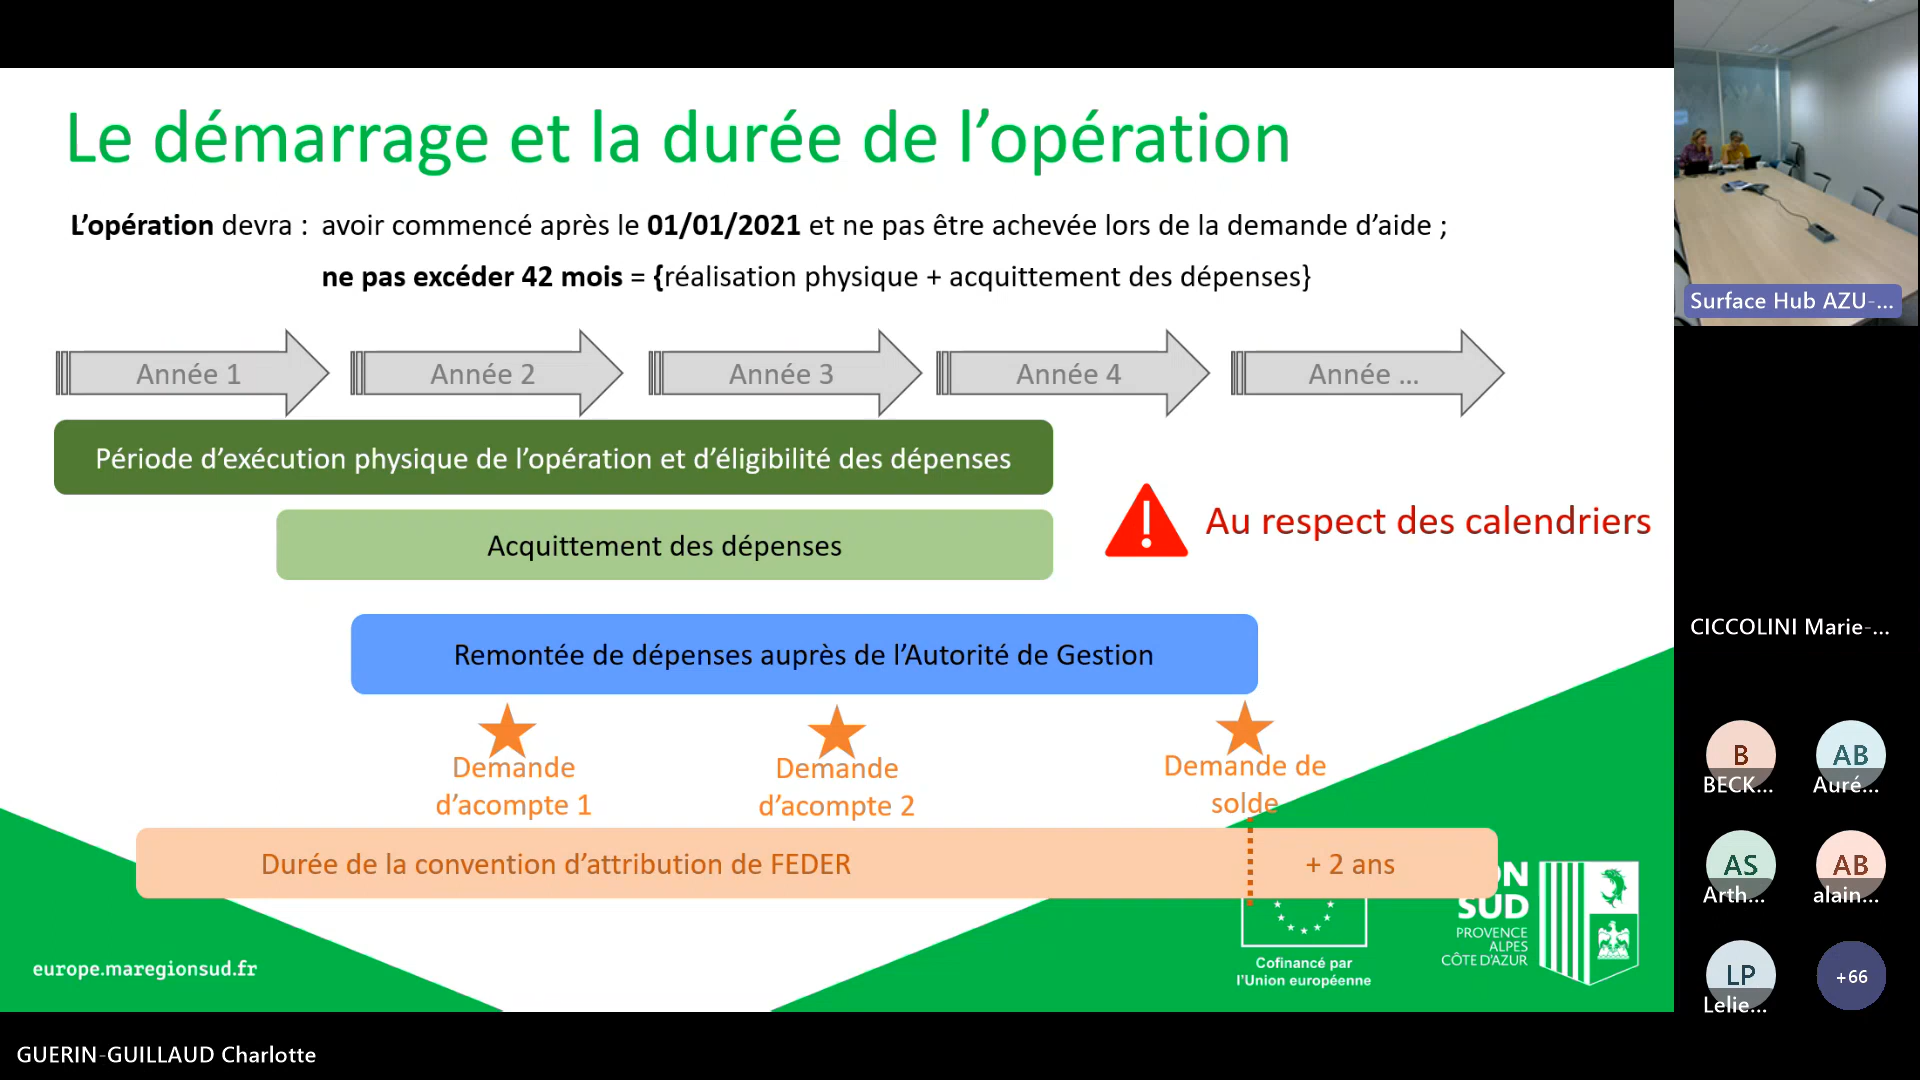 Le démarrage et la durée de l’opération
L’opération devra : avoir commencé après le 01/01/2021 et ne pas être achevée lors de la demande d’aide ;
ne pas excéder 42 mois = {réalisation physique + acquittement des dépenses}
Année 1
Année 2
Année 3
Année 4
Année ...
Période d’exécution physique de l’opération et d’éligibilité des dépenses
Acquittement des dépenses
Au respect des calendriers
Remontée de dépenses auprès de l’Autorité de Gestion
Demande
d’acompte 1
Demande
d’acompte 2
Demande de
solde
Durée de la convention d’attribution de FEDER
+ 2 ans
europe.maregionsud.fr
Cofinancé par
l’Union européenne
SUD
PROVENCE
ALPES
CÔTE D’AZUR
GUERIN-GUILLAUD Charlotte
Surface Hub AZU-...
CICCOLINI Marie-...
B
BECK...
AB
Auré...
AS
Arth...
AB
alain...
LP
Lelie...
+66